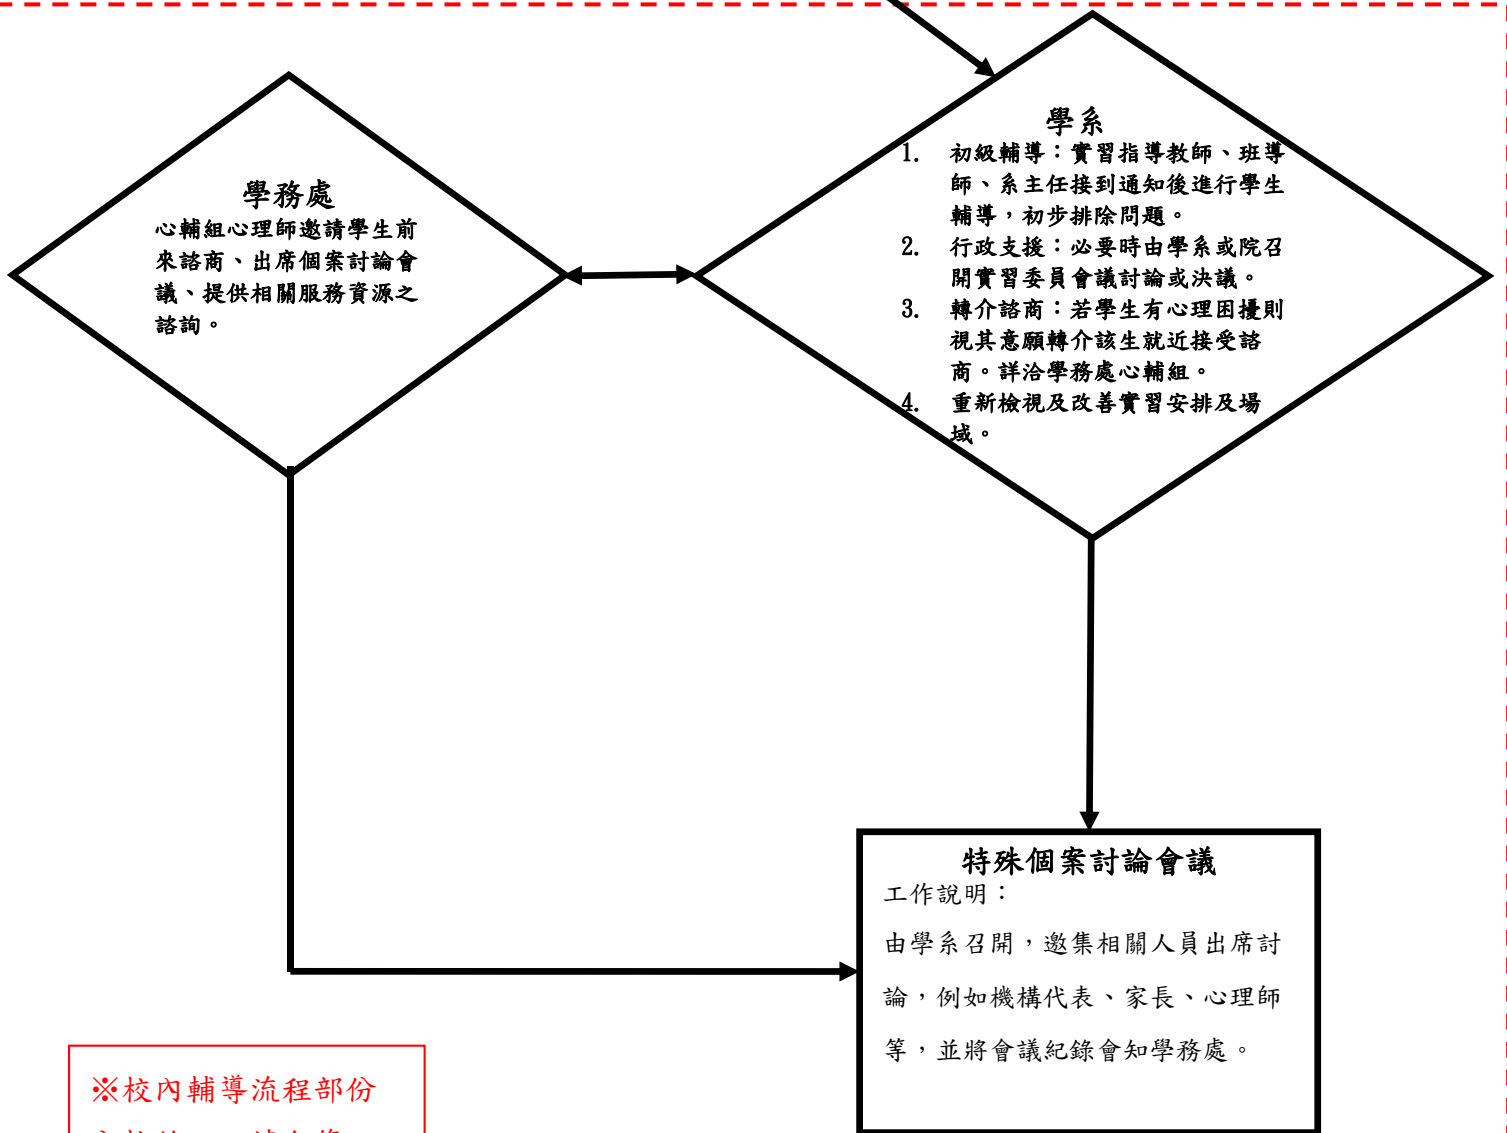 學務處
心輔組心理師邀請學生前
來諮商、出席個案討論會
議、提供相關服務資源之
諮詢。
學系
1. 初級輔導：實習指導教師、班導
師、系主任接到通知後進行學生
輔導，初步排除問題。
2. 行政支援：必要時由學系或院召
開實習委員會議討論或決議。
3. 轉介諮商：若學生有心理困擾則
視其意願轉介該生就近接受諮
商。詳洽學務處心輔組。
4. 重新檢視及改善實習安排及場
域。
特殊個案討論會議
工作說明：
由學系召開，邀集相關人員出席討
論，例如機構代表、家長、心理師
等，並將會議紀錄會知學務處。
※校內輔導流程部份